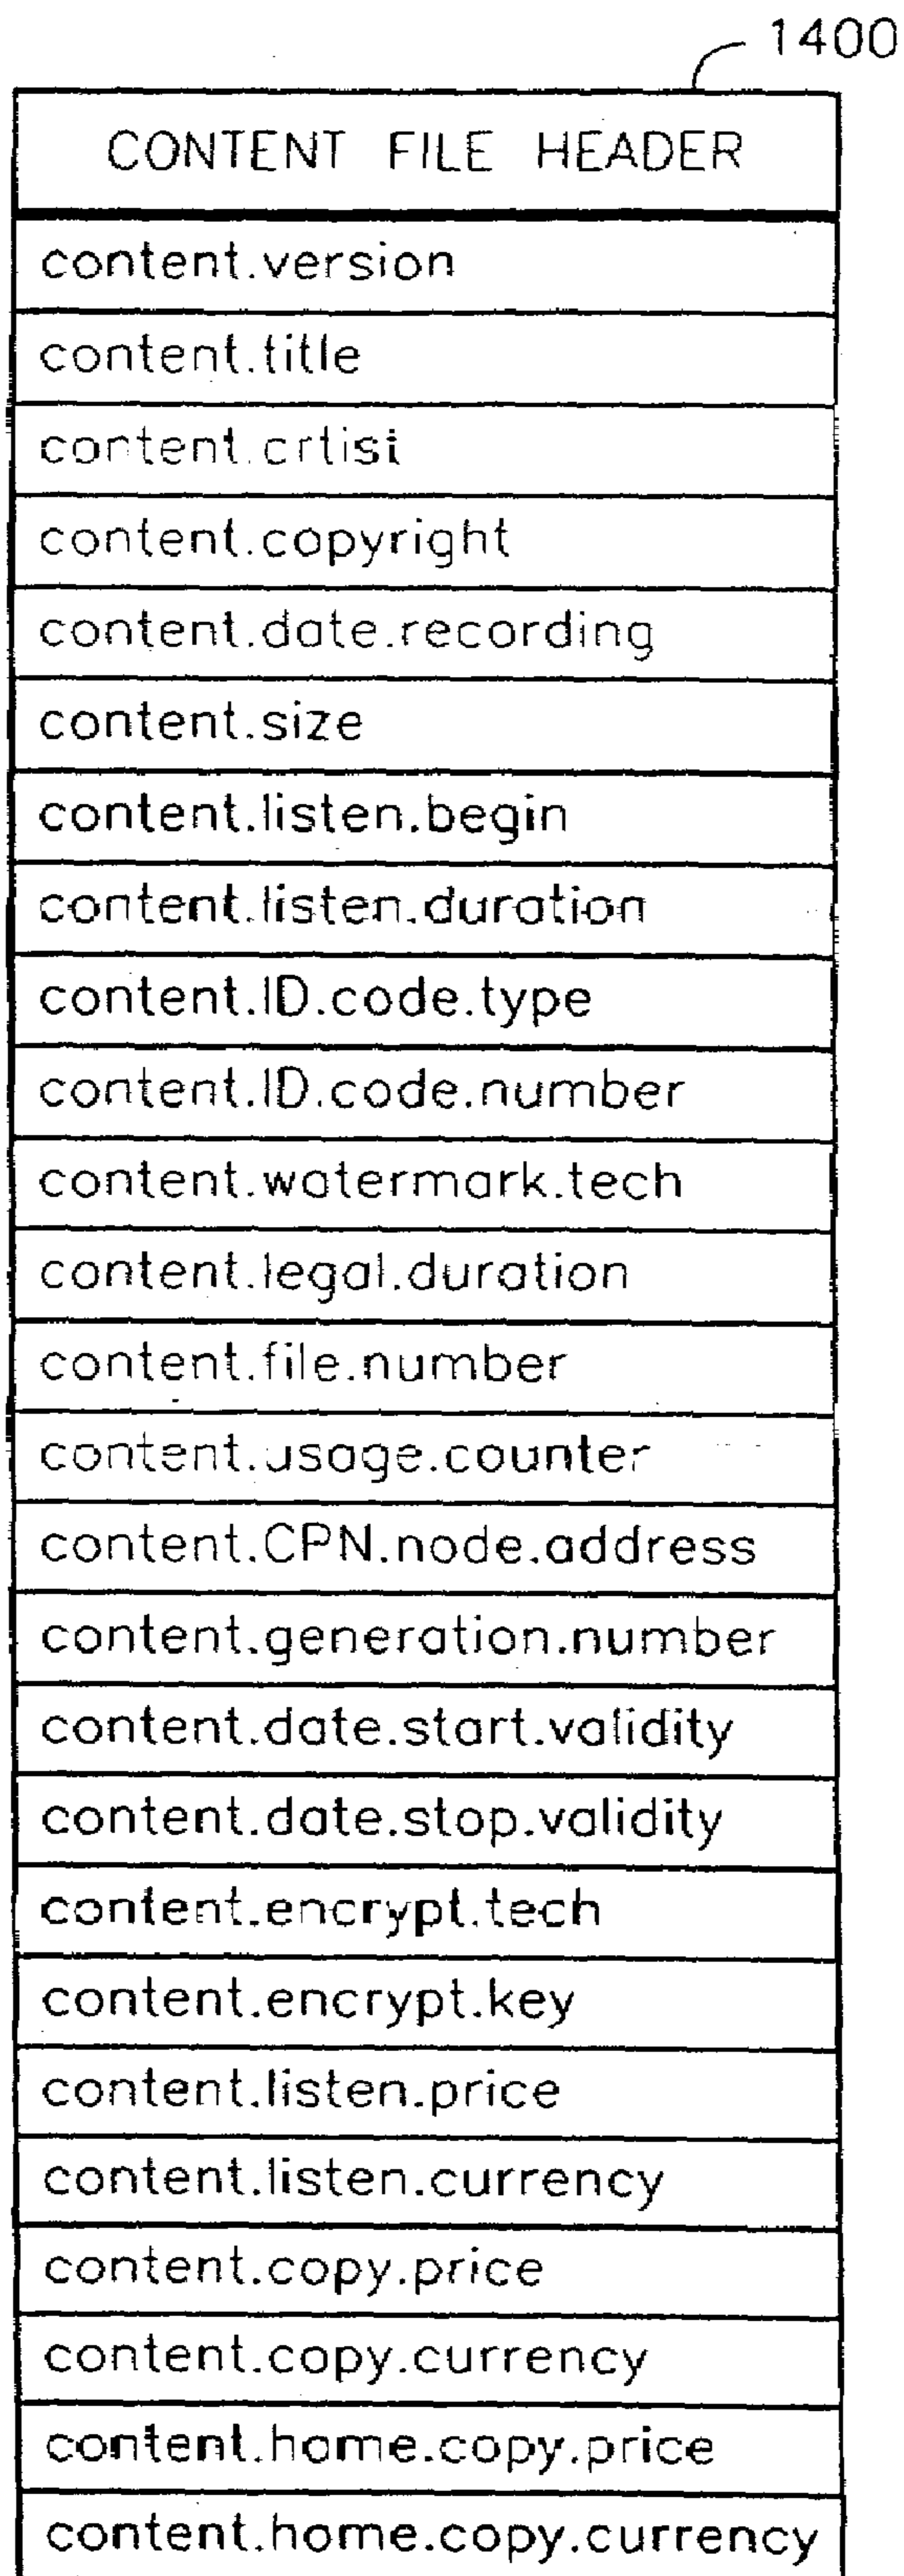 1400
CONTENT FILE HEADER
content.version
content.title
content.artist
content.copyright
content.date.recording
content.size
content.listen.begin
content.listen.duration
content.ID.code.type
content.ID.code.number
content.watermark.tech
content.legal.duration
content.file.number
content.usage.counter
content.CPN.node.address
content.generation.number
content.date.start.validity
content.date.stop.validity
content.encrypt.tech
content.encrypt.key
content.listen.price
content.listen.currency
content.copy.price
content.copy.currency
content.home.copy.price
content.home.copy.currency